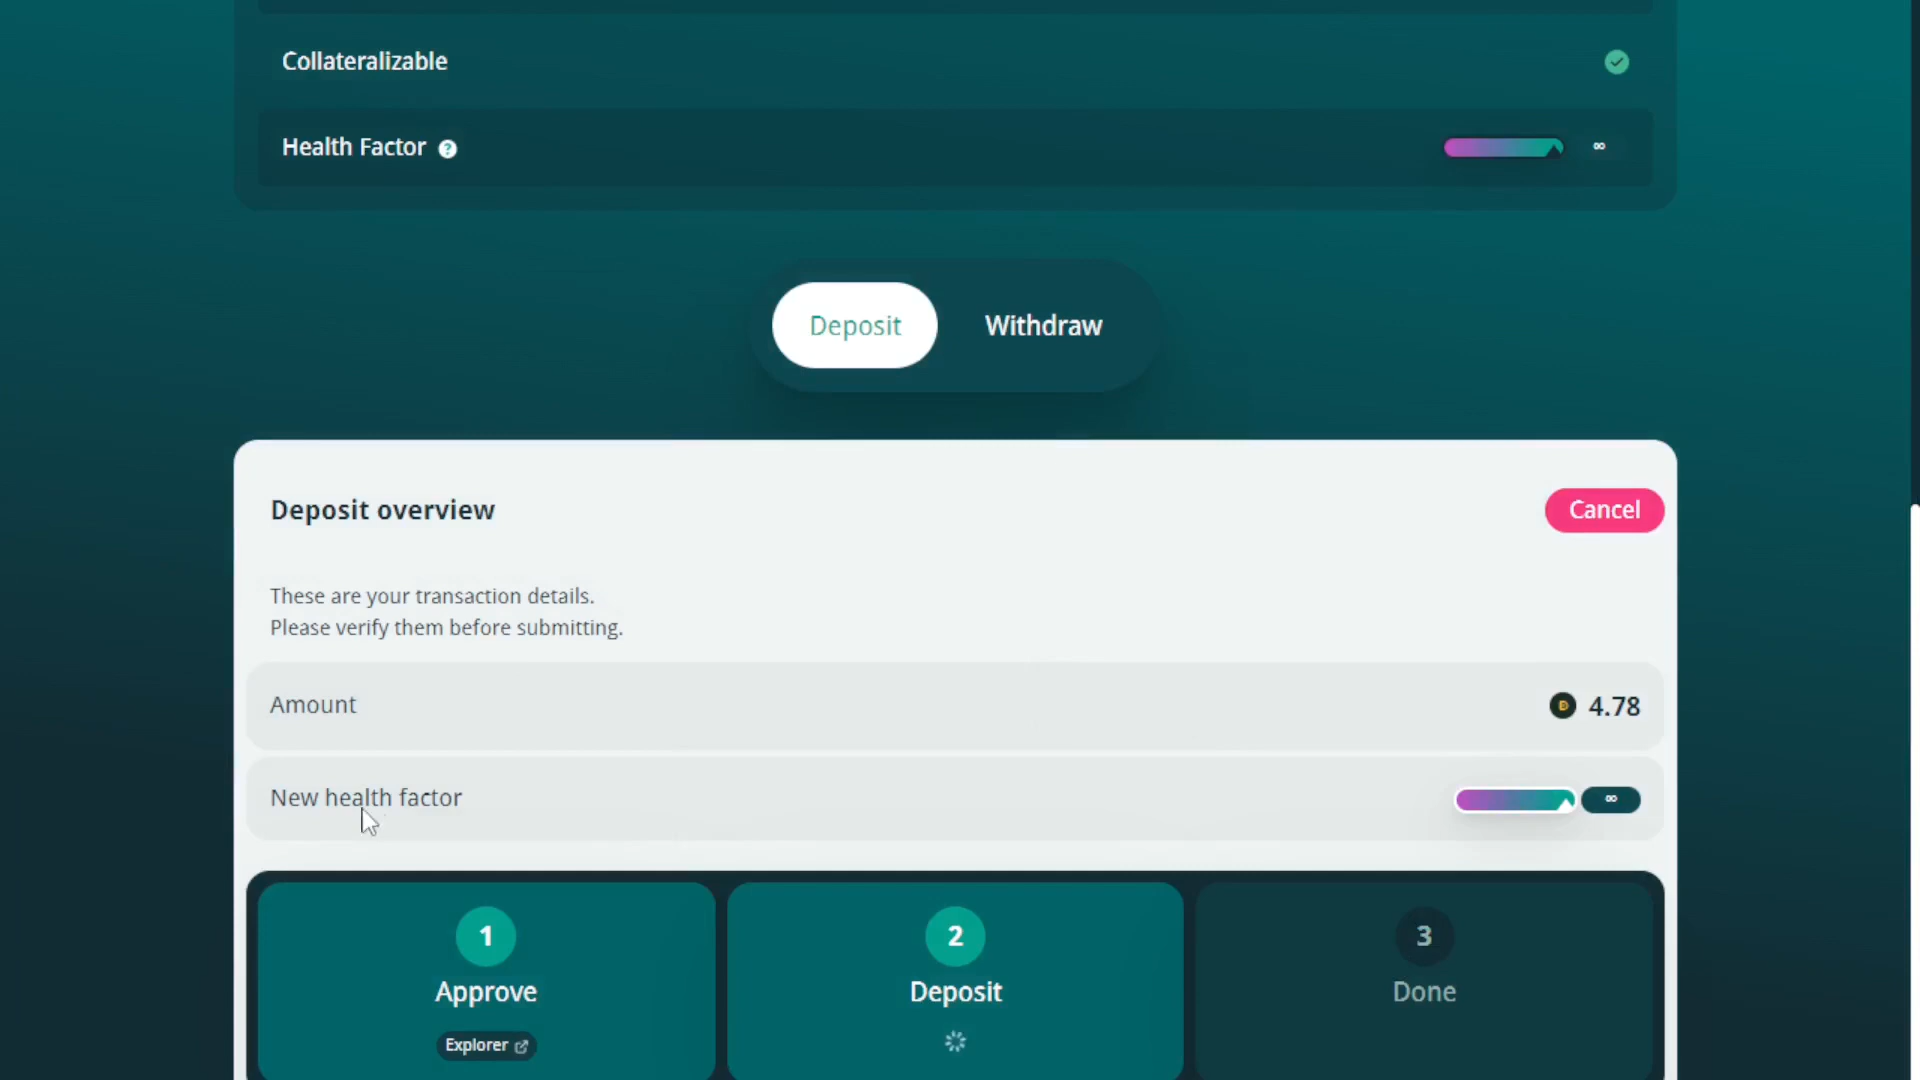 Collateralizable
Health Factor ?
∞
Deposit
Withdraw
Deposit overview
Cancel
These are your transaction details.
Please verify them before submitting.
Amount
4.78
New health factor
∞
1
2
3
Approve
Deposit
Done
Explorer